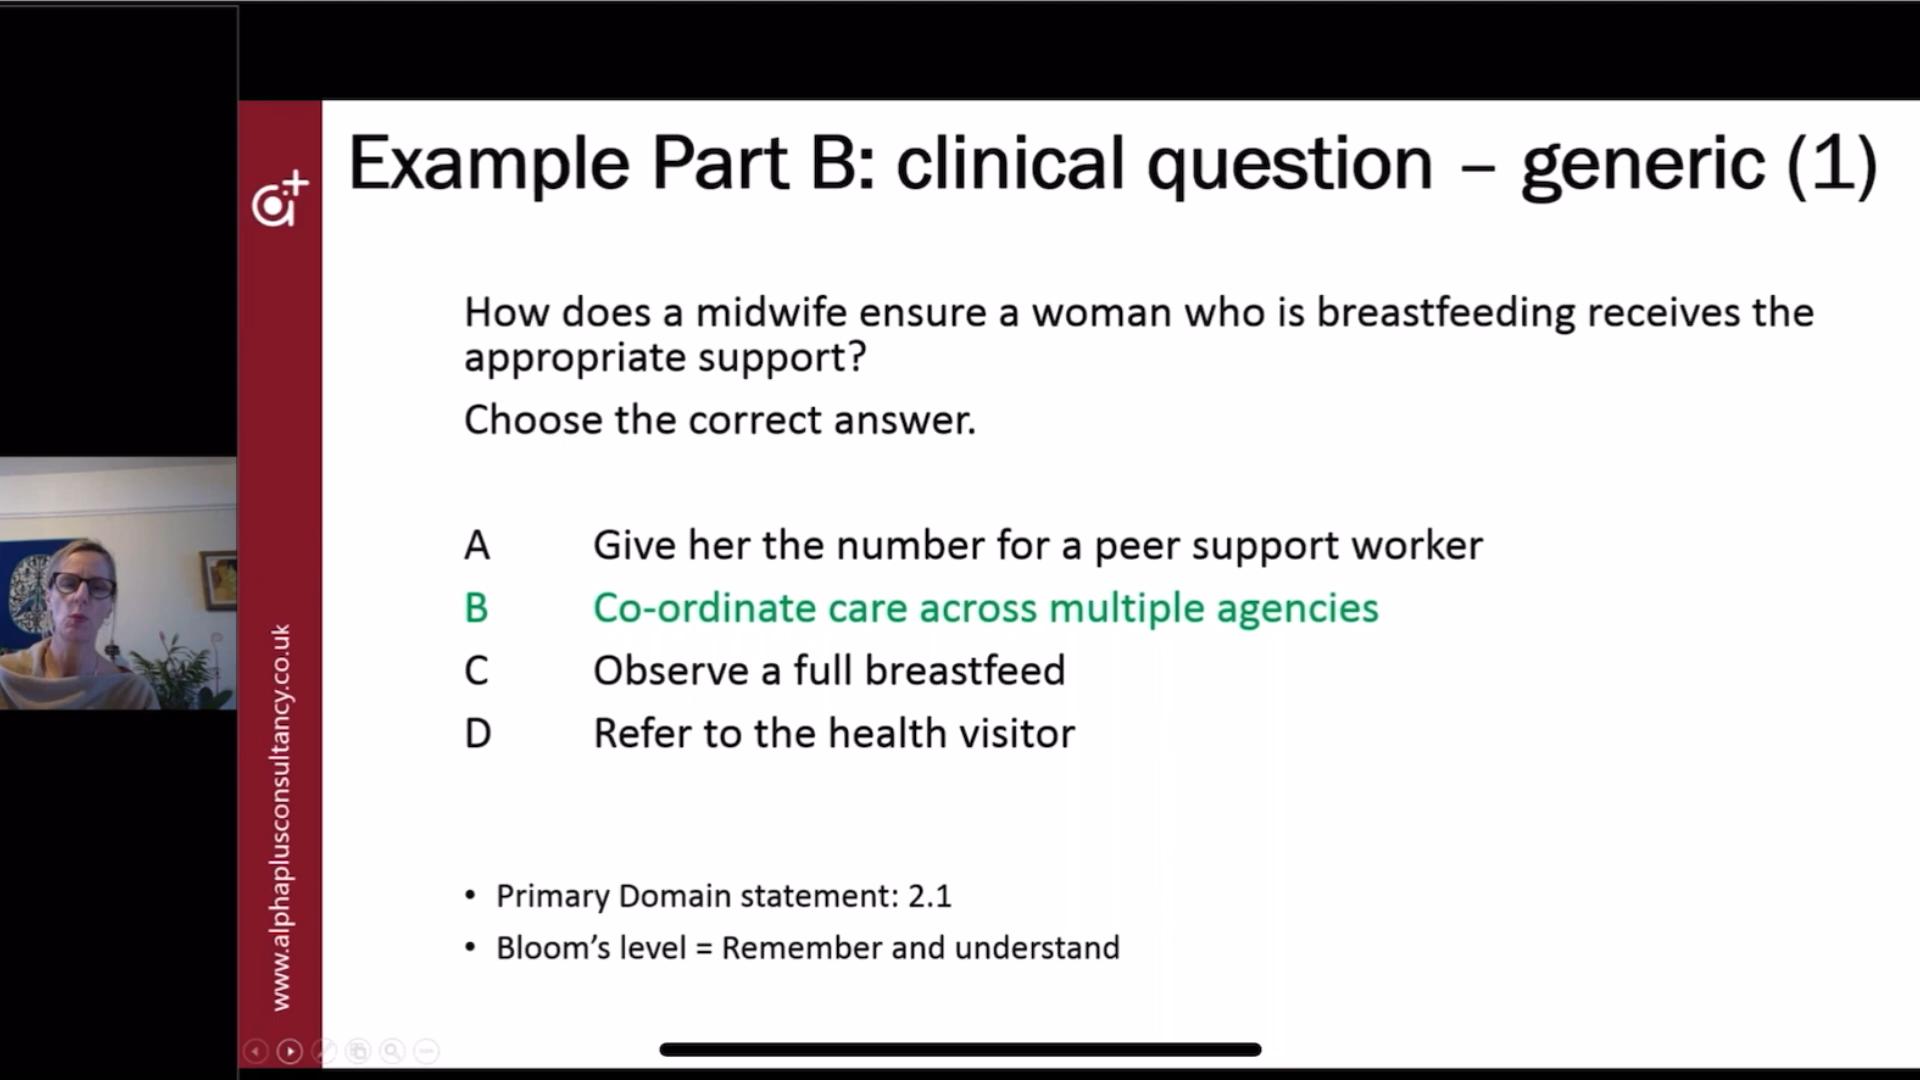 Example Part B: clinical question – generic (1)
How does a midwife ensure a woman who is breastfeeding receives the
appropriate support?
Choose the correct answer.
A Give her the number for a peer support worker
B Co-ordinate care across multiple agencies
C Observe a full breastfeed
D Refer to the health visitor
• Primary Domain statement: 2.1
• Bloom’s level = Remember and understand
www.alphaplusconsultancy.co.uk